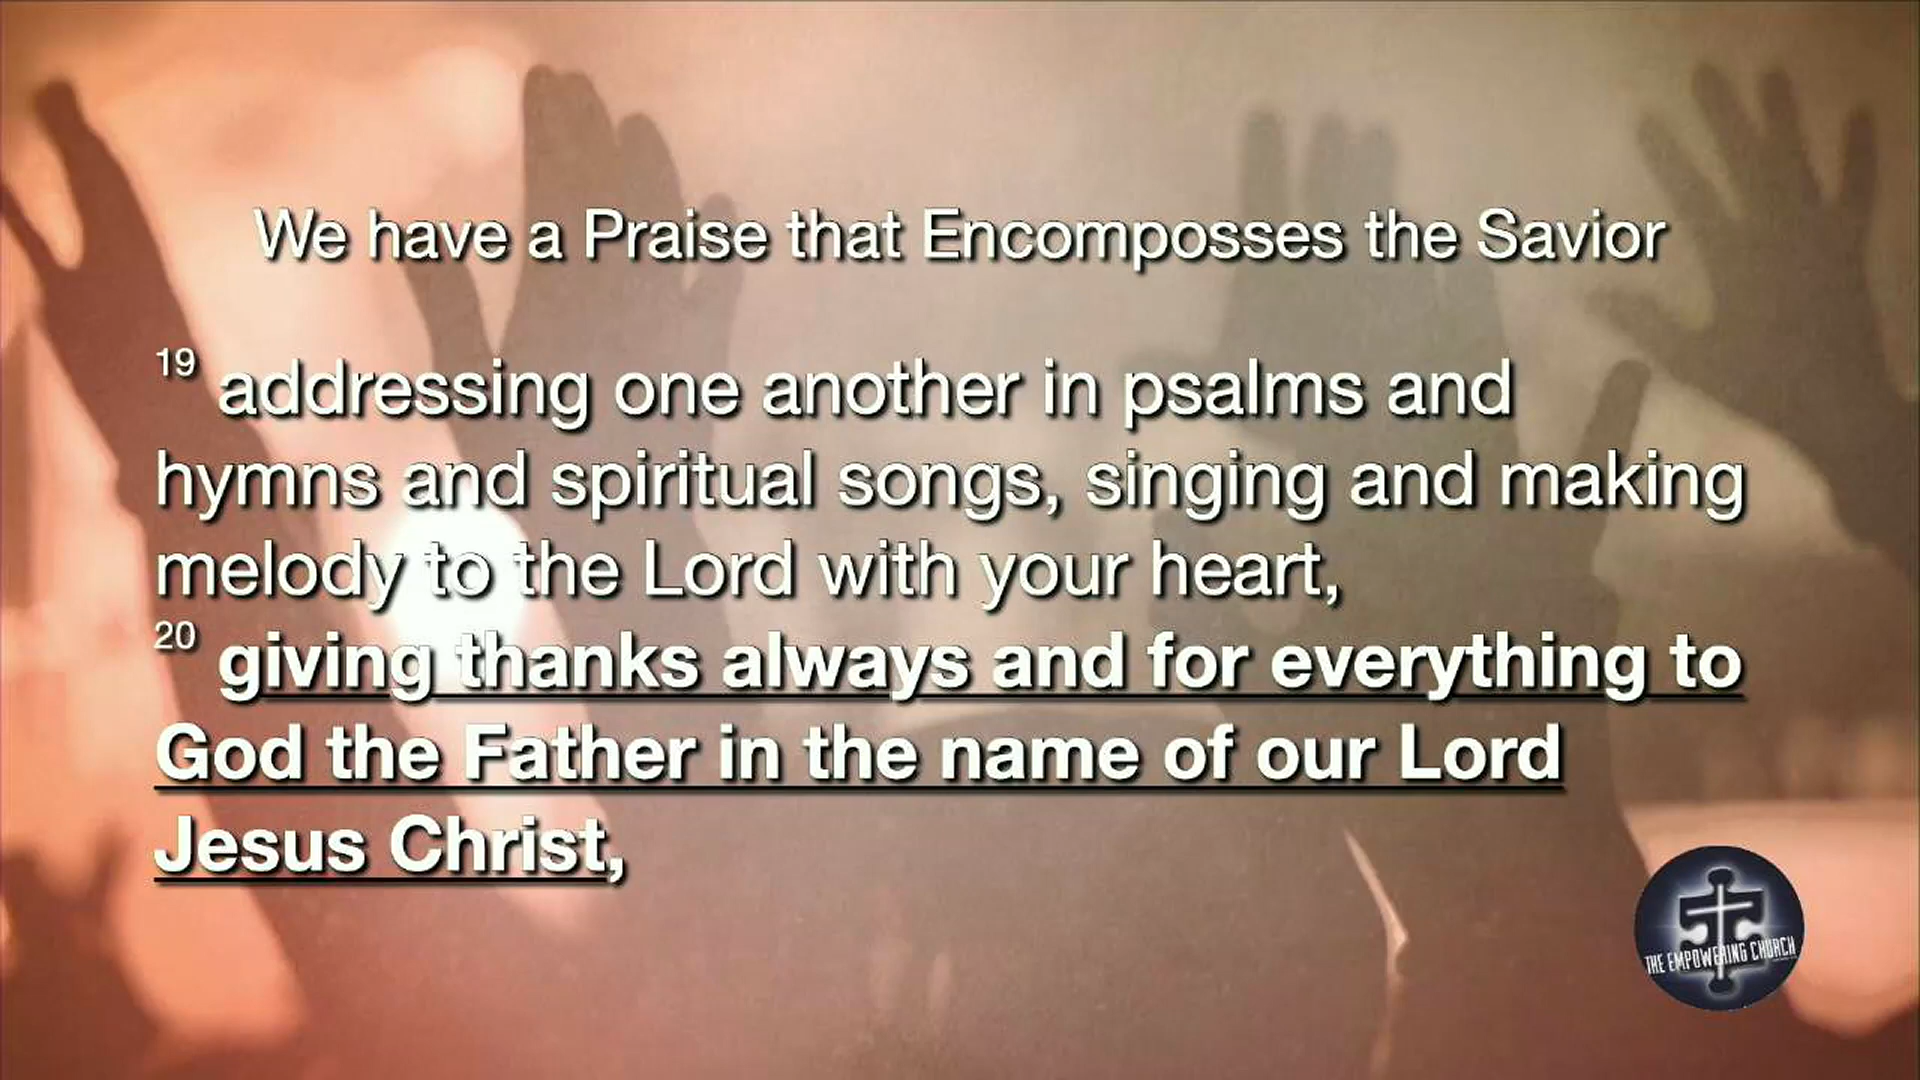 We have a Praise that Encomposses the Savior
19 addressing one another in psalms and
hymns and spiritual songs, singing and making
melody to the Lord with your heart,
20 giving thanks always and for everything to
God the Father in the name of our Lord
Jesus Christ,
THE EMPOWERING CHURCH